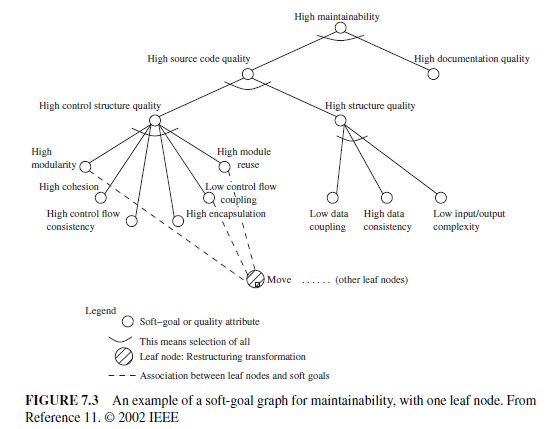 High maintainability
High source code quality
High documentation quality
High control structure quality
High structure quality
High
modularity
High module
reuse
High cohesion
Low control flow
coupling
High control flow
consistency
High encapsulation
Low data
coupling
High data
consistency
Low input/output
complexity
Move ...... (other leaf nodes)
Legend
Soft–goal or quality attribute
This means selection of all
Leaf node: Restructuring transformation
Association between leaf nodes and soft goals
FIGURE 7.3 An example of a soft-goal graph for maintainability, with one leaf node. From
Reference 11. © 2002 IEEE